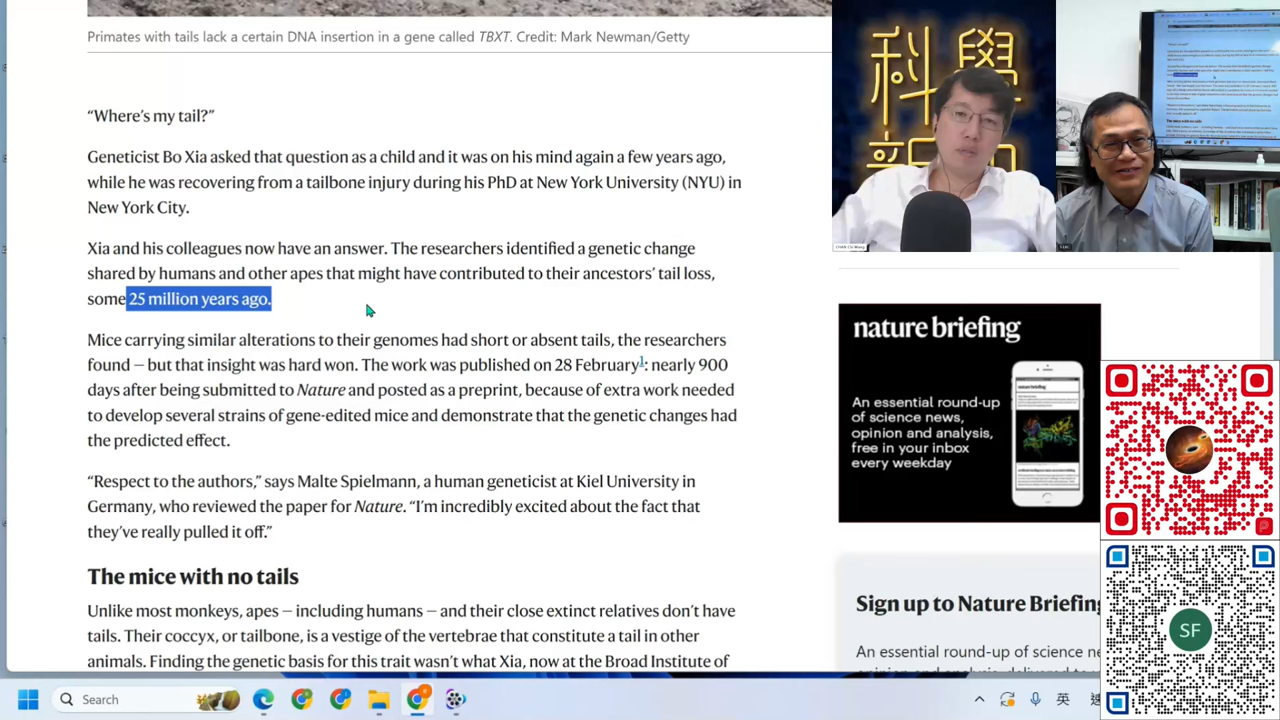 Primates with tails lack a certain DNA insertion in a gene called TBXT. credit: Mark Newman/Getty
“Where’s my tail?”
Geneticist Bo Xia asked that question as a child and it was on his mind again a few years ago,
while he was recovering from a tailbone injury during his PhD at New York University (NYU) in
New York City.
Xia and his colleagues now have an answer. The researchers identified a genetic change
shared by humans and other apes that might have contributed to their ancestors’ tail loss,
some 25 million years ago.
Mice carrying similar alterations to their genomes had short or absent tails, the researchers
found — but that insight was hard won. The work was published on 28 February1: nearly 900
days after being submitted to Nature and posted as a preprint, because of extra work needed
to develop several strains of gene-edited mice and demonstrate that the genetic changes had
the predicted effect.
“Respect to the authors,” says Malte Spielmann, a human geneticist at Kiel University in
Germany, who reviewed the paper for Nature. “I’m incredibly excited about the fact that
they’ve really pulled it off.”
The mice with no tails
Unlike most monkeys, apes — including humans — and their close extinct relatives don’t have
tails. Their coccyx, or tailbone, is a vestige of the vertebrae that constitute a tail in other
animals. Finding the genetic basis for this trait wasn’t what Xia, now at the Broad Institute of
科學
CHAN Chi Wang
nature briefing
An essential round-up
of science news,
opinion and analysis,
free in your inbox
every weekday
Sign up to Nature Briefing
An essential round-up of science
SF
Search
英
速